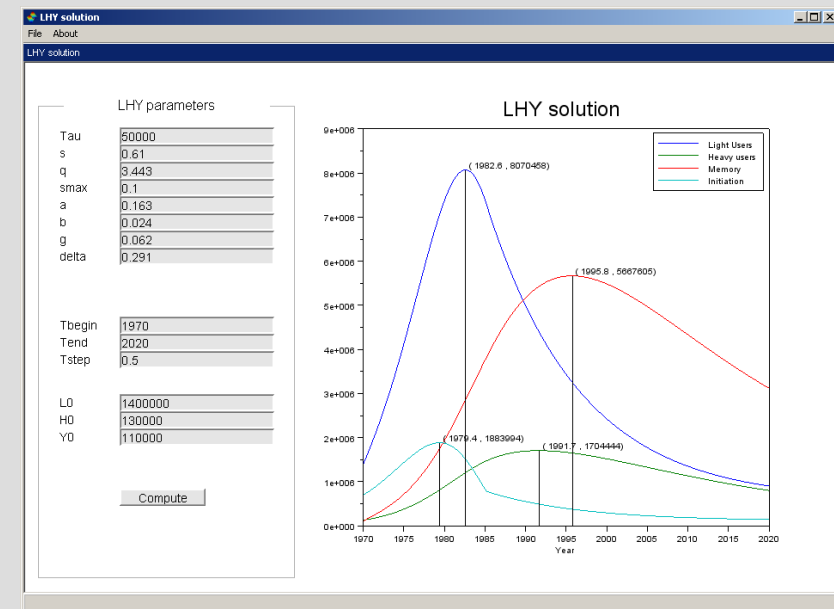 LHY solution
File About
LHY solution
LHY parameters
Tau 50000
s 0.61
q 3.443
smax 0.1
a 0.163
b 0.024
g 0.062
delta 0.291
Tbegin 1970
Tend 2020
Tstep 0.5
L0 1400000
H0 130000
Y0 110000
Compute
LHY solution
9e+006
8e+006
7e+006
6e+006
5e+006
4e+006
3e+006
2e+006
1e+006
0e+000
Light Users
Heavy users
Memory
Initiation
( 1982.6 , 8070458)
( 1995.8 , 5667605)
( 1979.4 , 1883994)
( 1991.7 , 1704444)
1970 1975 1980 1985 1990 1995 2000 2005 2010 2015 2020
Year